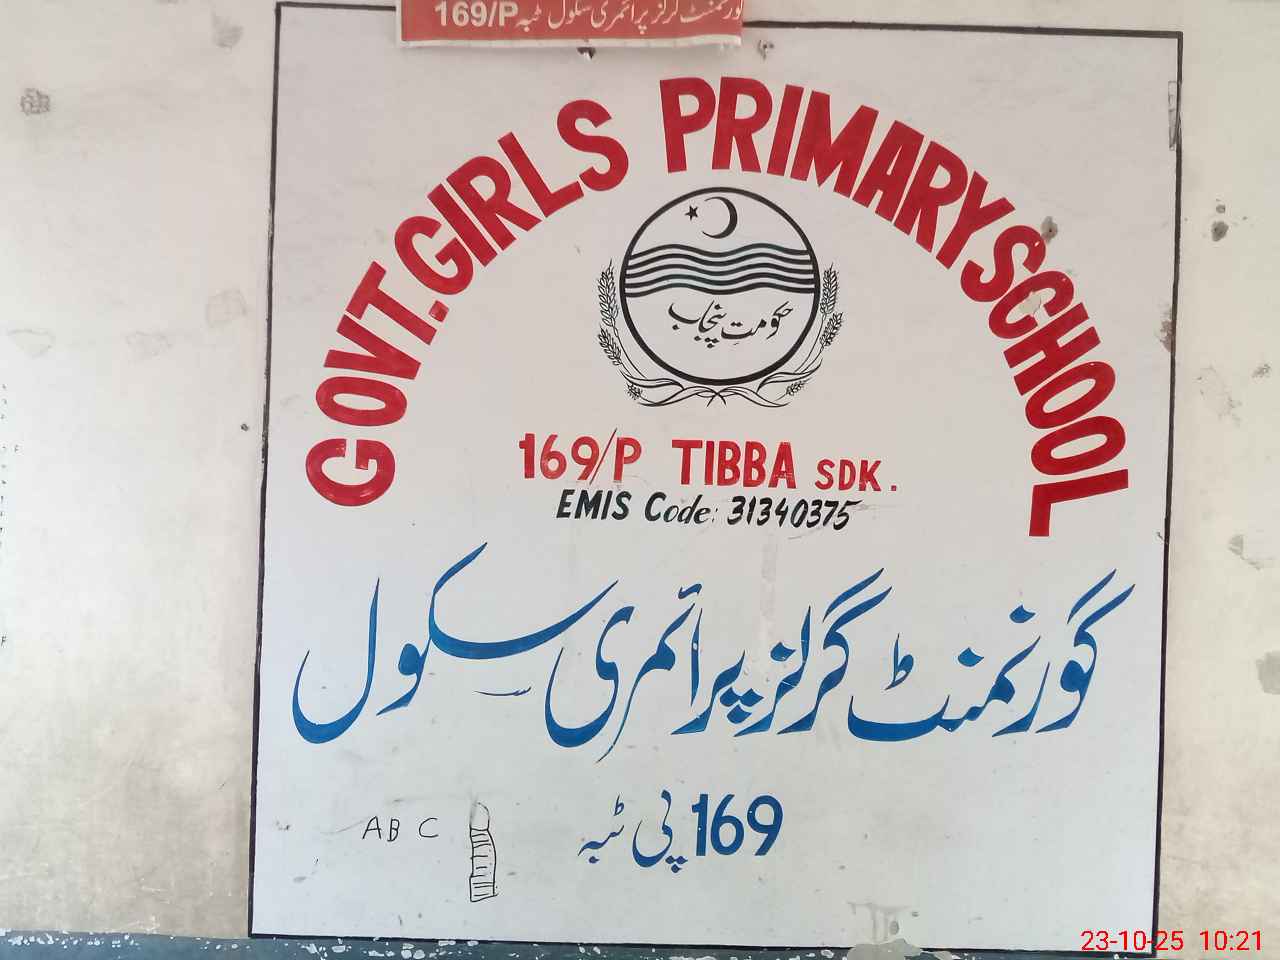 گورنمنٹ گرلز پرائمری سکول ٹبہ 169/P
GOVT. GIRLS PRIMARY SCHOOL
حکومتِ پنجاب
169/P TIBBA SDK.
EMIS Code: 31340375
گورنمنٹ گرلز پرائمری سکول
169 پی ٹبہ
A B C
23-10-25 10:21